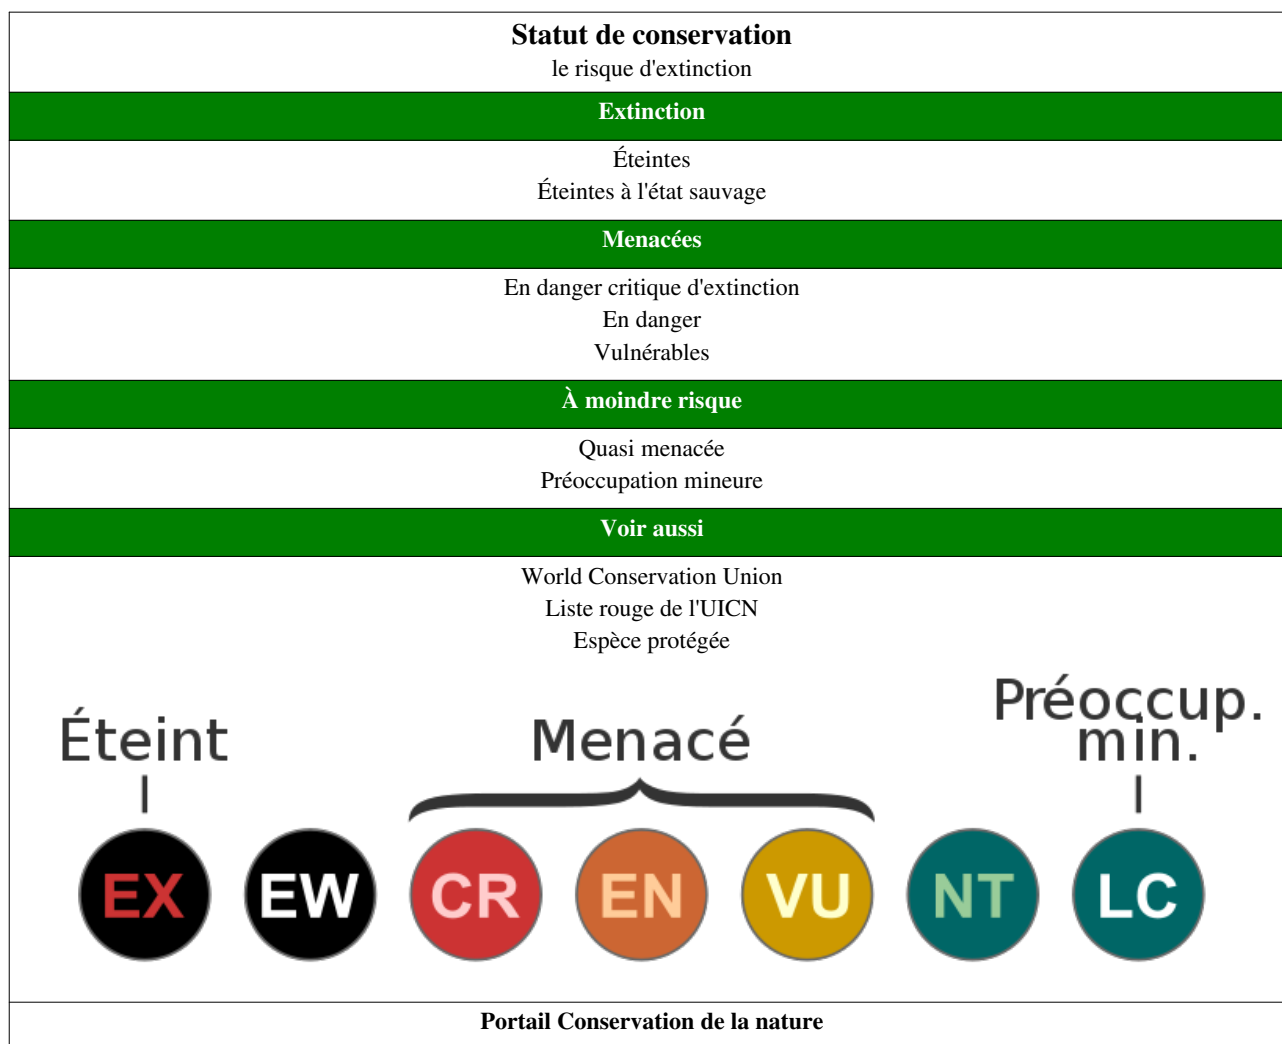 Statut de conservation
le risque d'extinction
Extinction
Éteintes
Éteintes à l'état sauvage
Menacées
En danger critique d'extinction
En danger
Vulnérables
À moindre risque
Quasi menacée
Préoccupation mineure
Voir aussi
World Conservation Union
Liste rouge de l'UICN
Espèce protégée
Éteint Menacé Préoccup. min.
EX EW CR EN VU NT LC
Portail Conservation de la nature